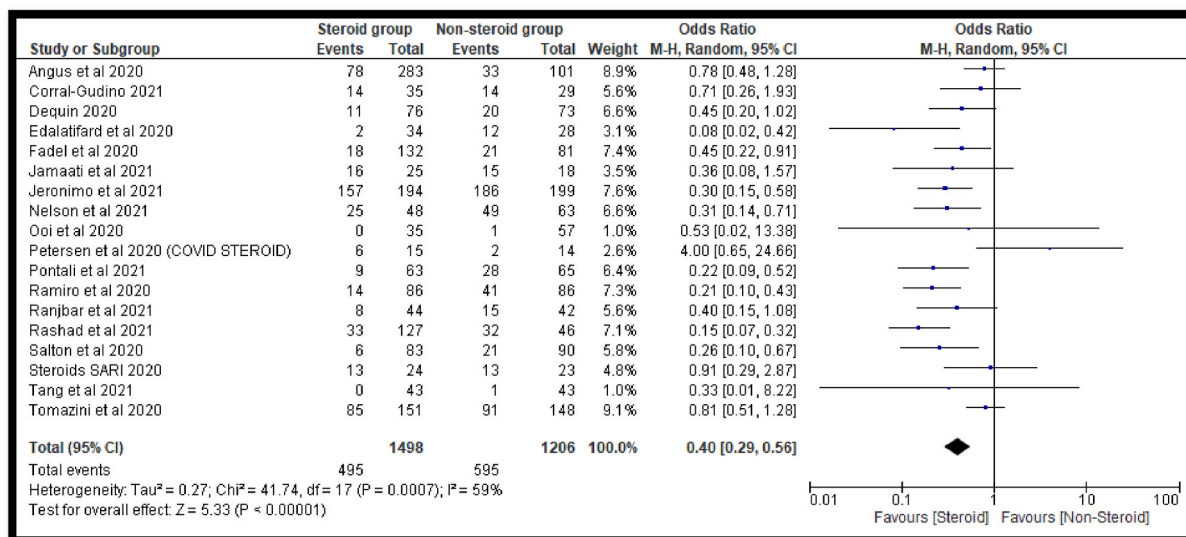 Steroid group Non-steroid group Odds Ratio Odds Ratio
Study or Subgroup Events Total Events Total Weight M-H, Random, 95% CI M-H, Random, 95% CI
Angus et al 2020 78 283 33 101 8.9% 0.78 [0.48, 1.28]
Corral-Gudino 2021 14 35 14 29 5.6% 0.71 [0.26, 1.93]
Dequin 2020 11 76 20 73 6.6% 0.45 [0.20, 1.02]
Edalatifard et al 2020 2 34 12 28 3.1% 0.08 [0.02, 0.42]
Fadel et al 2020 18 132 21 81 7.4% 0.45 [0.22, 0.91]
Jamaati et al 2021 16 25 15 18 3.5% 0.36 [0.08, 1.57]
Jeronimo et al 2021 157 194 186 199 7.6% 0.30 [0.15, 0.58]
Nelson et al 2021 25 48 49 63 6.6% 0.31 [0.14, 0.71]
Ooi et al 2020 0 35 1 57 1.0% 0.53 [0.02, 13.38]
Petersen et al 2020 (COVID STEROID) 6 15 2 14 2.6% 4.00 [0.65, 24.66]
Pontali et al 2021 9 63 28 65 6.4% 0.22 [0.09, 0.52]
Ramiro et al 2020 14 86 41 86 7.3% 0.21 [0.10, 0.43]
Ranjbar et al 2021 8 44 15 42 5.6% 0.40 [0.15, 1.08]
Rashad et al 2021 33 127 32 46 7.1% 0.15 [0.07, 0.32]
Salton et al 2020 6 83 21 90 5.8% 0.26 [0.10, 0.67]
Steroids SARI 2020 13 24 13 23 4.8% 0.91 [0.29, 2.87]
Tang et al 2021 0 43 1 43 1.0% 0.33 [0.01, 8.22]
Tomazini et al 2020 85 151 91 148 9.1% 0.81 [0.51, 1.28]
Total (95% CI) 1498 1206 100.0% 0.40 [0.29, 0.56]
Total events 495 595
Heterogeneity: Tau² = 0.27; Chi² = 41.74, df = 17 (P = 0.0007); I² = 59%
Test for overall effect: Z = 5.33 (P < 0.00001)
0.01 0.1 1 10 100
Favours [Steroid] Favours [Non-Steroid]